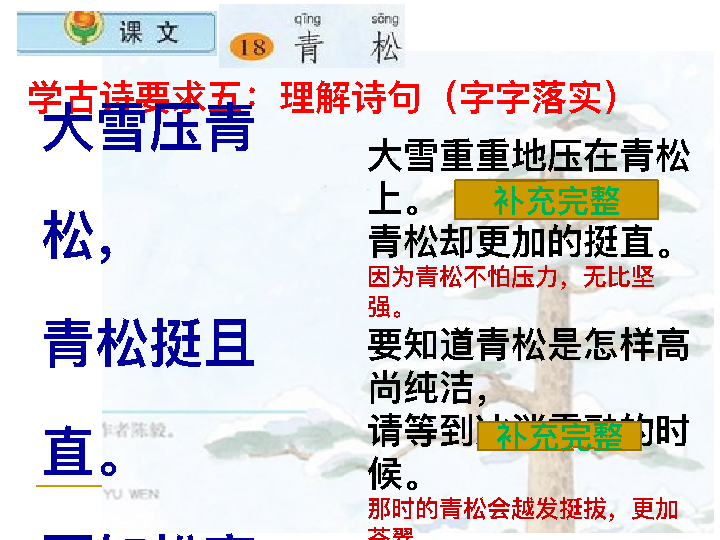 课 文
qīng sōng
18 青 松
学古诗要求五：理解诗句（字字落实）
大雪压青
松，
青松挺且
直。
大雪重重地压在青松
上。
补充完整
青松却更加的挺直。
因为青松不怕压力，无比坚
强。
要知道青松是怎样高
尚纯洁，
请等到冰消雪融的时
补充完整
候。
那时的青松会越发挺拔，更加
作者陈毅。
YU WEN